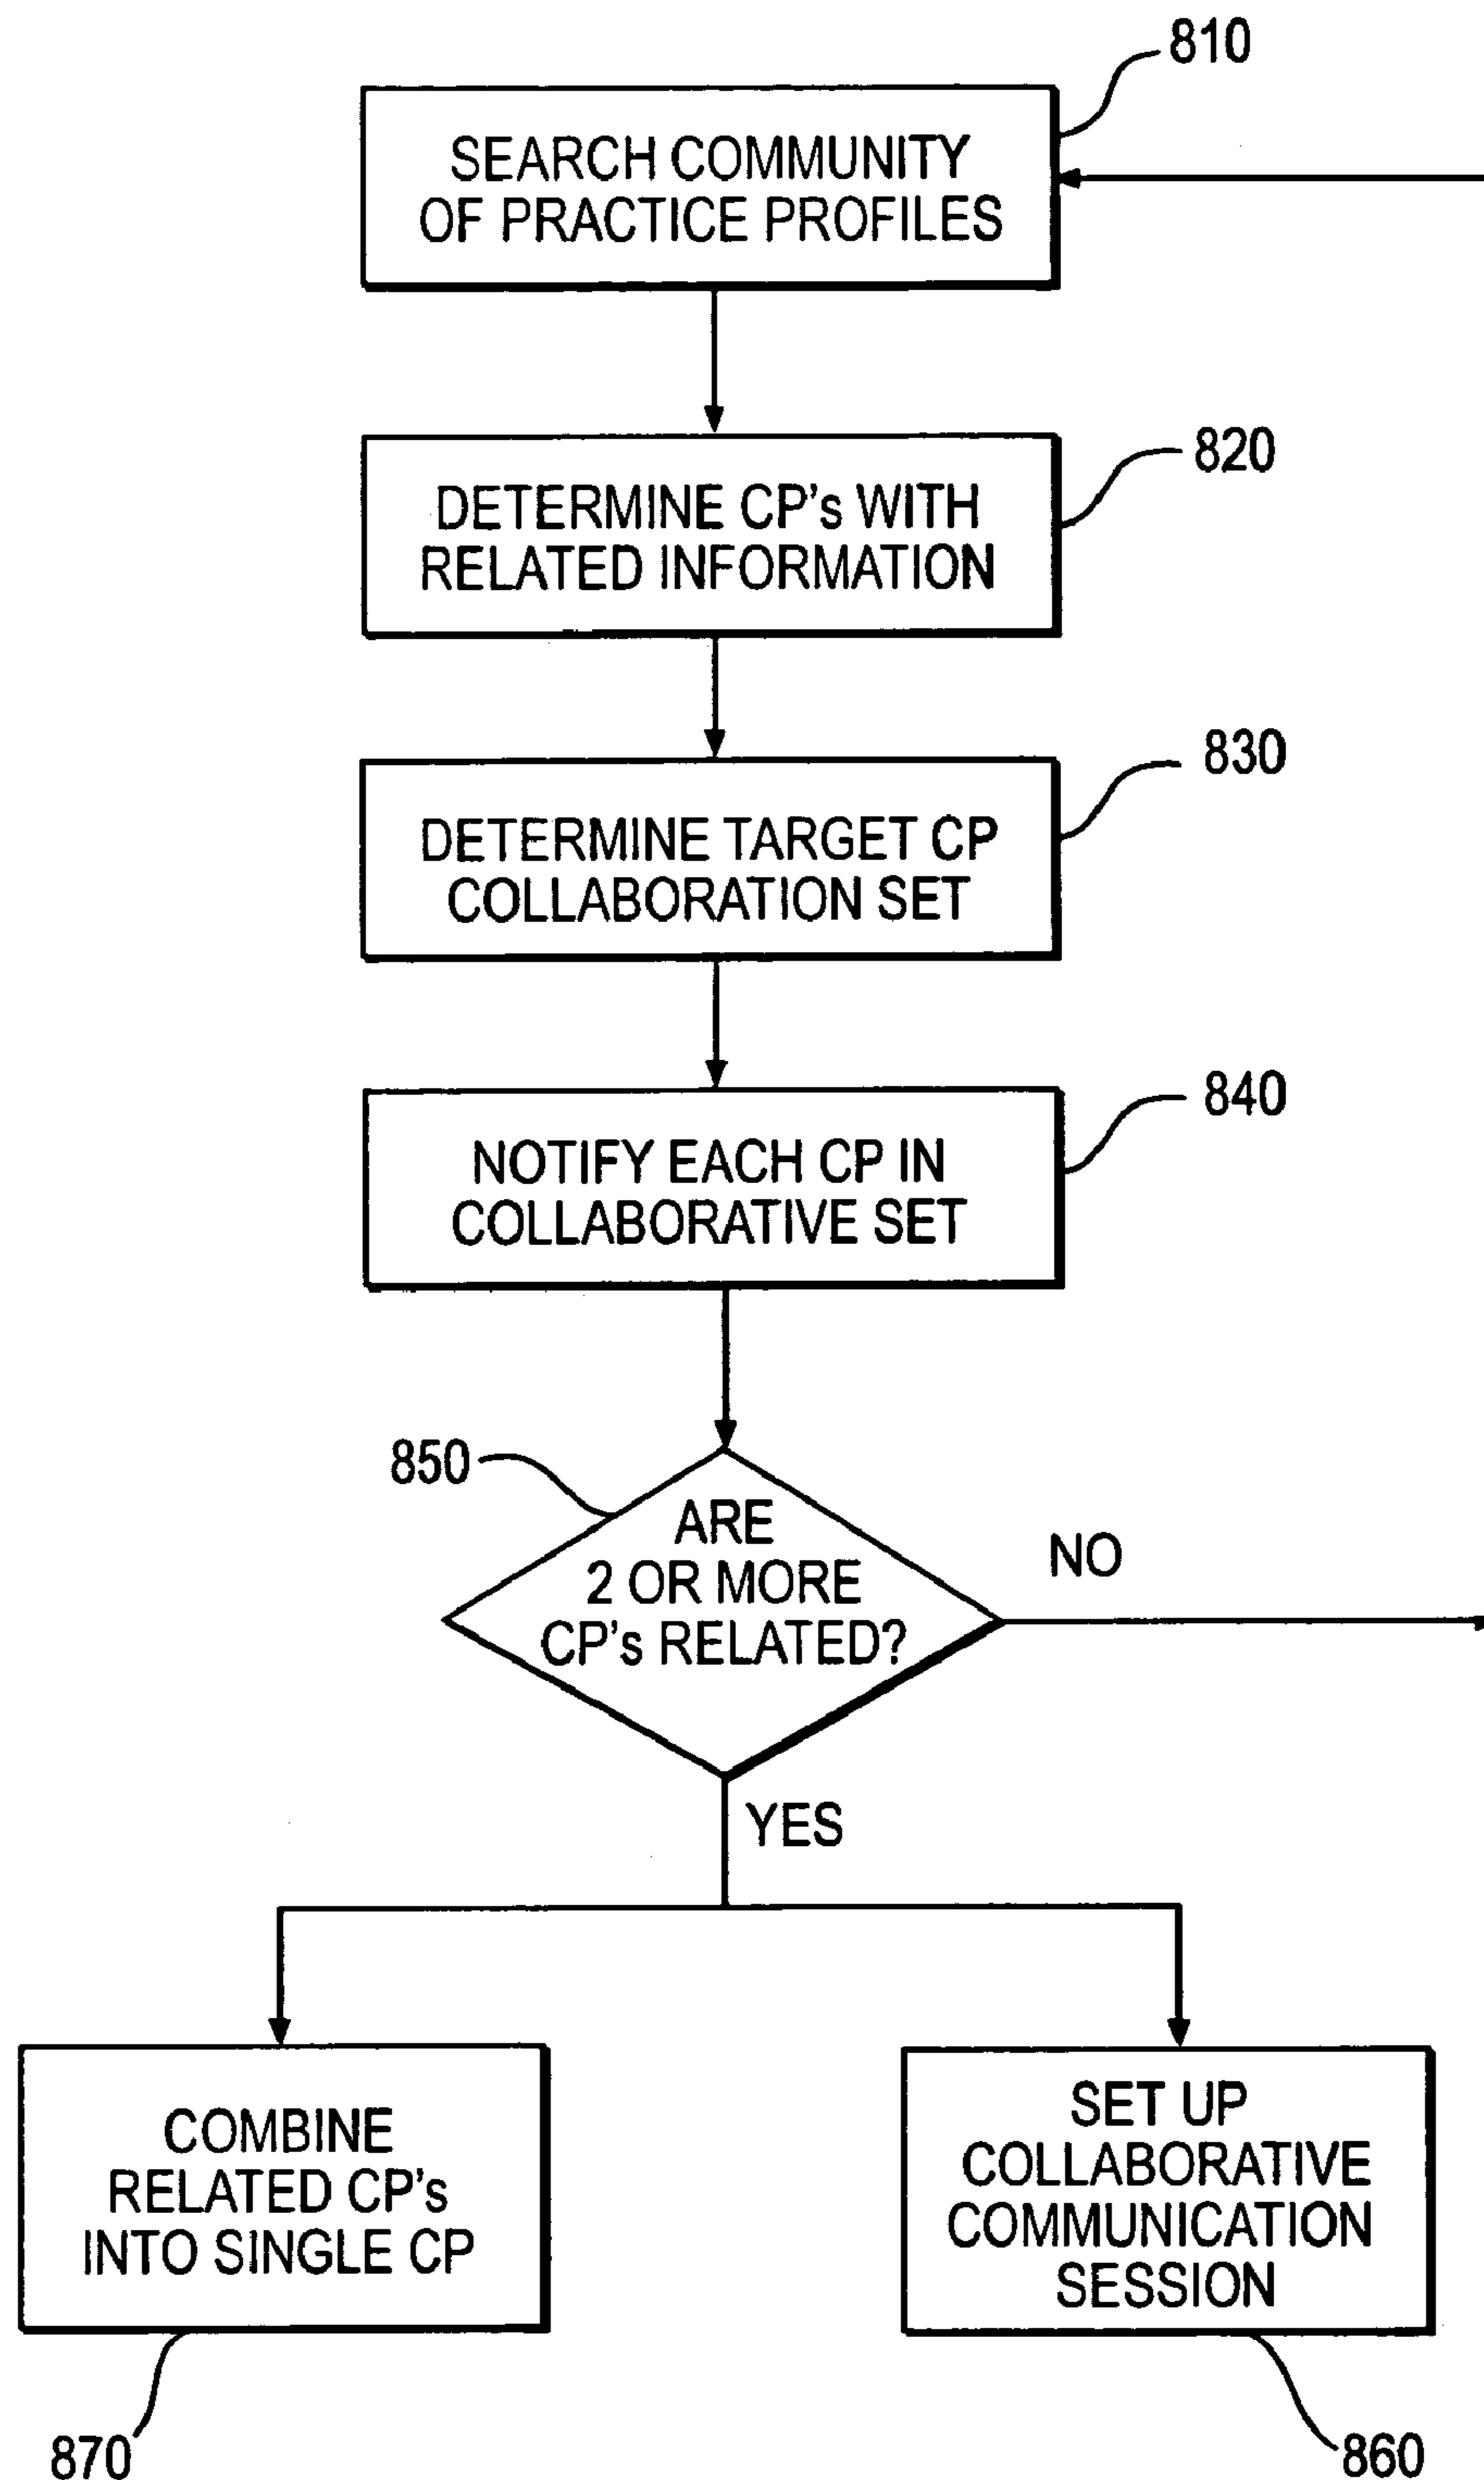 810
SEARCH COMMUNITY
OF PRACTICE PROFILES
820
DETERMINE CP's WITH
RELATED INFORMATION
830
DETERMINE TARGET CP
COLLABORATION SET
840
NOTIFY EACH CP IN
COLLABORATIVE SET
850
ARE
2 OR MORE
CP's RELATED?
NO
YES
COMBINE
RELATED CP's
INTO SINGLE CP
SET UP
COLLABORATIVE
COMMUNICATION
SESSION
870
860